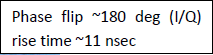 Phase flip ~180 deg (I/Q)
rise time ~11 nsec